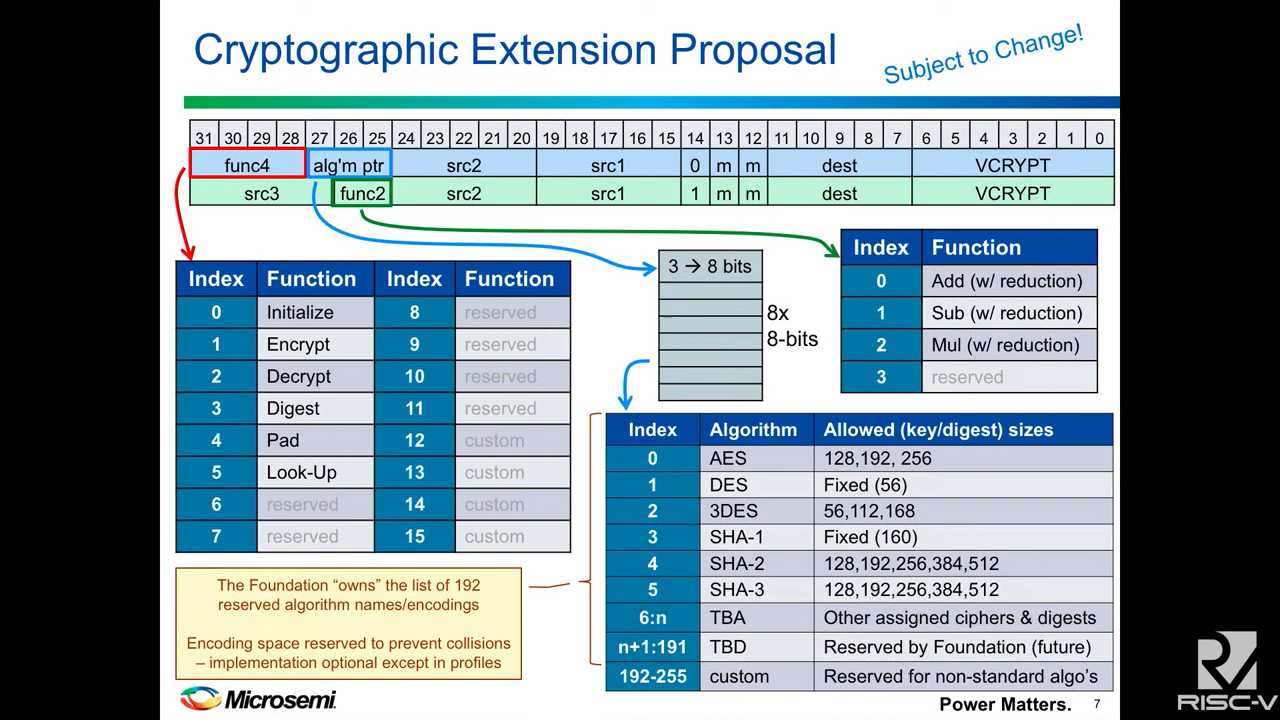 Cryptographic Extension Proposal
Subject to Change!
31 30 29 28 27 26 25 24 23 22 21 20 19 18 17 16 15 14 13 12 11 10 9 8 7 6 5 4 3 2 1 0
func4 alg'm ptr src2 src1 0 m m dest VCRYPT
src3 func2 src2 src1 1 m m dest VCRYPT
Index Function Index Function
0 Initialize 8 reserved
1 Encrypt 9 reserved
2 Decrypt 10 reserved
3 Digest 11 reserved
4 Pad 12 custom
5 Look-Up 13 custom
6 reserved 14 custom
7 reserved 15 custom
3 → 8 bits
8x
8-bits
Index Function
0 Add (w/ reduction)
1 Sub (w/ reduction)
2 Mul (w/ reduction)
3 reserved
Index Algorithm Allowed (key/digest) sizes
0 AES 128,192, 256
1 DES Fixed (56)
2 3DES 56,112,168
3 SHA-1 Fixed (160)
4 SHA-2 128,192,256,384,512
5 SHA-3 128,192,256,384,512
6:n TBA Other assigned ciphers & digests
n+1:191 TBD Reserved by Foundation (future)
192-255 custom Reserved for non-standard algo's
The Foundation “owns” the list of 192
reserved algorithm names/encodings
Encoding space reserved to prevent collisions
– implementation optional except in profiles
Microsemi.
Power Matters. 7
RISC-V